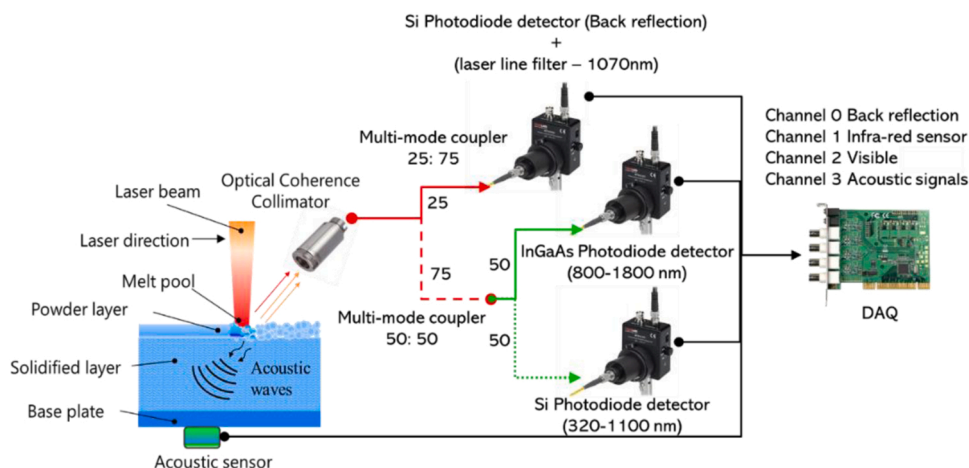 Si Photodiode detector (Back reflection)
+
(laser line filter – 1070nm)
Channel 0 Back reflection
Channel 1 Infra-red sensor
Channel 2 Visible
Channel 3 Acoustic signals
Multi-mode coupler
25: 75
Optical Coherence
Collimator
Laser beam
Laser direction
Melt pool
Powder layer
Solidified layer
Base plate
Acoustic
waves
Acoustic sensor
25
75
50
InGaAs Photodiode detector
(800-1800 nm)
Multi-mode coupler
50: 50
50
Si Photodiode detector
(320-1100 nm)
DAQ